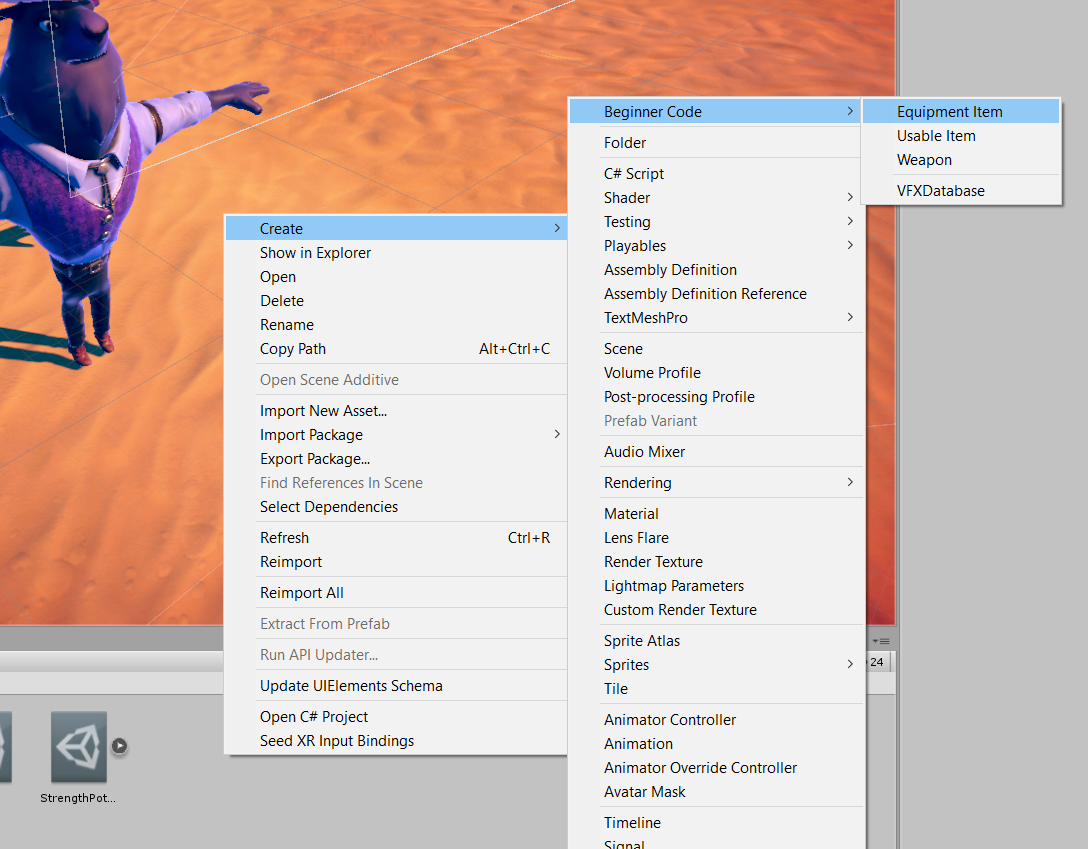 Create
Show in Explorer
Open
Delete
Rename
Copy Path Alt+Ctrl+C
Open Scene Additive
Import New Asset...
Import Package
Export Package...
Find References In Scene
Select Dependencies
Refresh Ctrl+R
Reimport
Reimport All
Extract From Prefab
Run API Updater...
Update UIElements Schema
Open C# Project
Seed XR Input Bindings
Beginner Code
Folder
C# Script
Shader
Testing
Playables
Assembly Definition
Assembly Definition Reference
TextMeshPro
Scene
Volume Profile
Post-processing Profile
Prefab Variant
Audio Mixer
Rendering
Material
Lens Flare
Render Texture
Lightmap Parameters
Custom Render Texture
Sprite Atlas
Sprites
Tile
Animator Controller
Animation
Animator Override Controller
Avatar Mask
Timeline
Signal
Equipment Item
Usable Item
Weapon
VFXDatabase
24
StrengthPot...